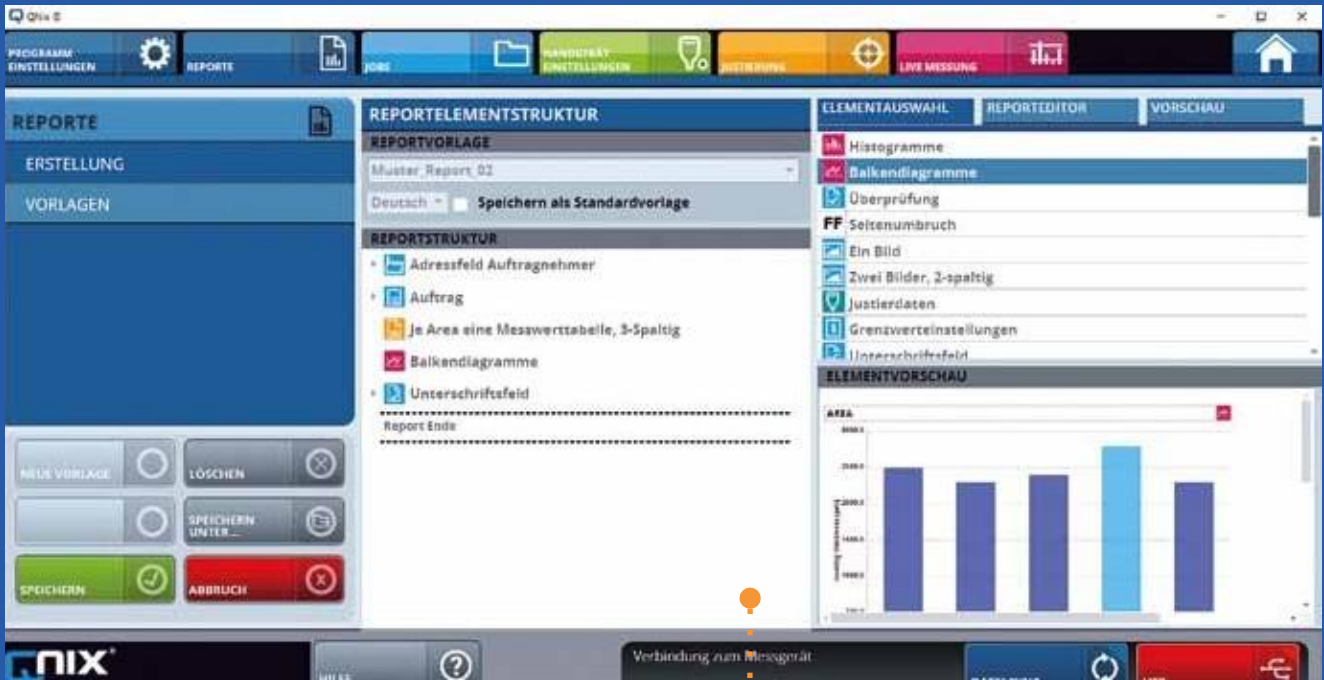 QNix 8
PROGRAMM
EINSTELLUNGEN
REPORTE
JOBS
HANDGERÄT
EINSTELLUNGEN
JUSTIERUNG
LIVE MESSUNG
REPORTE
ERSTELLUNG
VORLAGEN
NEUE VORLAGE
LÖSCHEN
SPEICHERN
UNTER...
SPEICHERN
ABBRUCH
REPORTELEMENTSTRUKTUR
REPORTVORLAGE
Muster_Report_02
Deutsch
Speichern als Standardvorlage
REPORTSTRUKTUR
Adressfeld Auftragnehmer
Auftrag
Je Area eine Messwerttabelle, 3-Spaltig
Balkendiagramme
Unterschriftsfeld
Report Ende
ELEMENTAUSWAHL
REPORTEDITOR
VORSCHAU
Histogramme
Balkendiagramme
Überprüfung
FF Seitenumbruch
Ein Bild
Zwei Bilder, 2-spaltig
Justierdaten
Grenzwerteinstellungen
Unterschriftsfeld
ELEMENTVORSCHAU
AREA
QNIX
Verbindung zum Messgerät